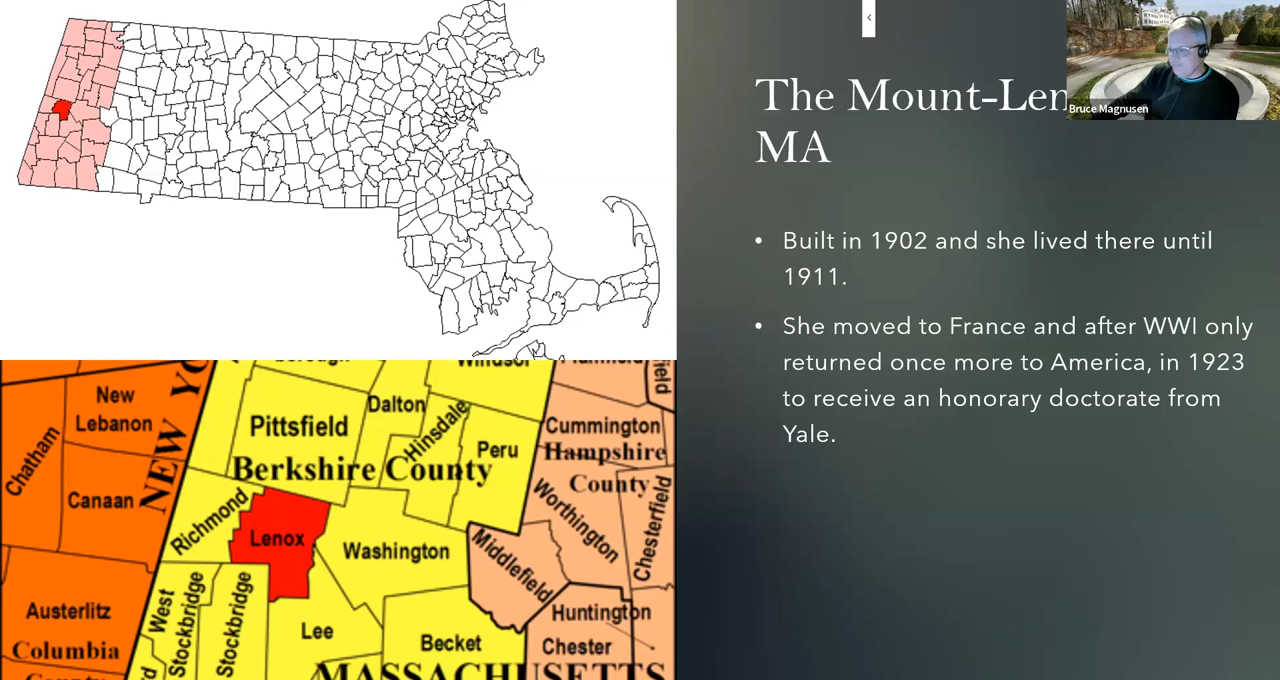 The Mount-Len
MA
Bruce Magnusen
• Built in 1902 and she lived there until
1911.
• She moved to France and after WWI only
returned once more to America, in 1923
to receive an honorary doctorate from
Yale.
Windsor
New
Lebanon
NEW YO
Chatham
Canaan
Austerlitz
Columbia
County
Pittsfield
Dalton
Hinsdale
Peru
Berkshire County
Cummington
Hampshire
County
Worthington
Chesterfield
Richmond
Lenox
Washington
Middlefield
West
Stockbridge
Stockbridge
Lee
Becket
Huntington
Chester
MASSACHUSETTS